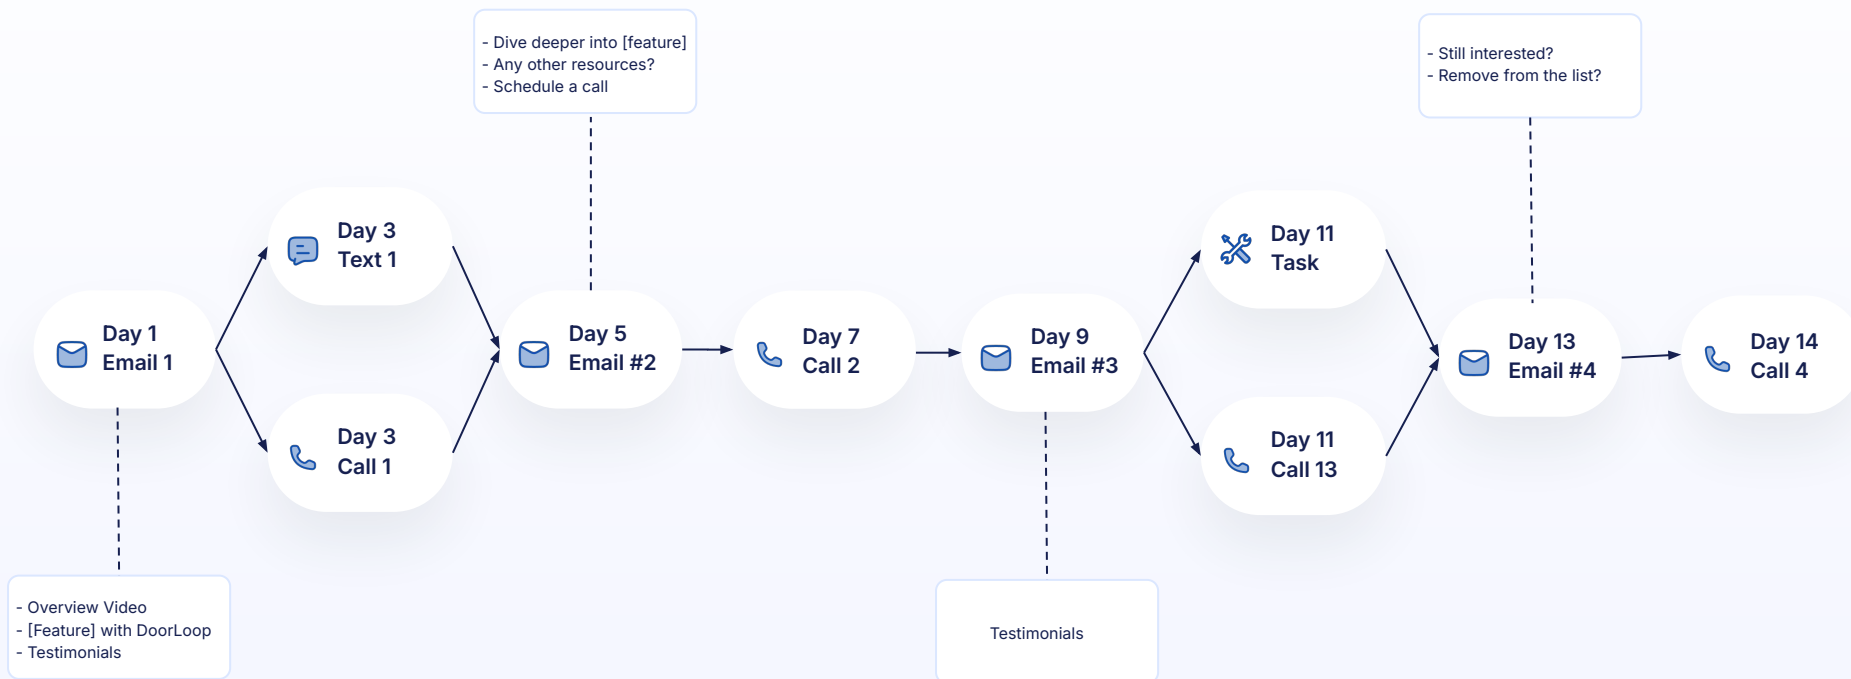 - Dive deeper into [feature]
- Any other resources?
- Schedule a call
- Still interested?
- Remove from the list?
Day 1
Email 1
Day 3
Text 1
Day 3
Call 1
Day 5
Email #2
Day 7
Call 2
Day 9
Email #3
Day 11
Task
Day 11
Call 13
Day 13
Email #4
Day 14
Call 4
- Overview Video
- [Feature] with DoorLoop
- Testimonials
Testimonials